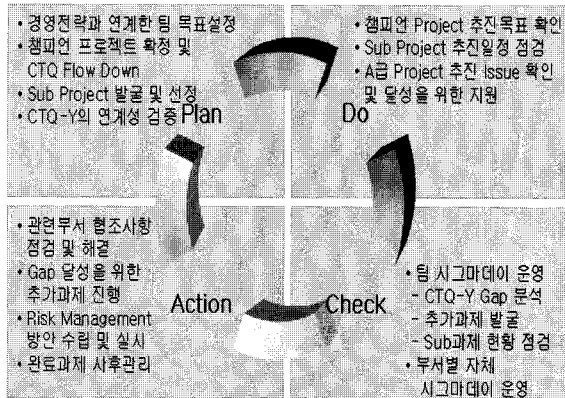 • 경영전략과 연계한 팀 목표설정
• 챔피언 프로젝트 확정 및
CTQ Flow Down
• Sub Project 발굴 및 선정
• CTQ-Y의 연계성 검증
Plan
• 챔피언 Project 추진목표 확인
• Sub Project 추진일정 점검
• A급 Project 추진 Issue 확인
및 달성을 위한 지원
Do
• 관련부서 협조사항
점검 및 해결
• Gap 달성을 위한
추가과제 진행
• Risk Management
방안 수립 및 실시
• 완료과제 사후관리
Action
Check
• 팀 시그마데이 운영
- CTQ-Y Gap 분석
- 추가과제 발굴
- Sub과제 현황 점검
• 부서별 자체
시그마데이 운영